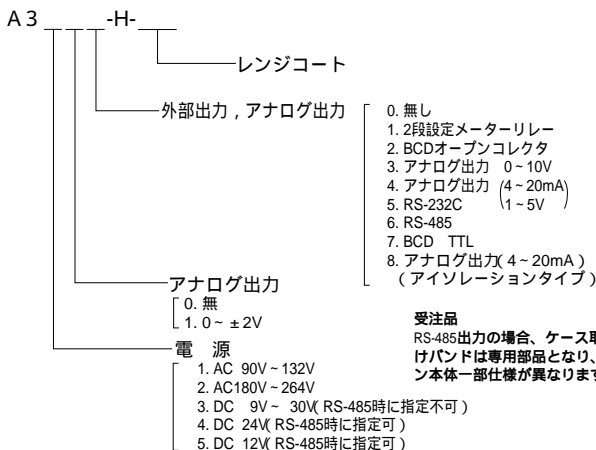 A3 _ _ _ -H- _
レンジコート
外部出力，アナログ出力
0. 無し
1. 2段設定メーターリレー
2. BCDオープンコレクタ
3. アナログ出力 0～10V
4. アナログ出力 (4～20mA)
5. RS-232C (1～5V)
6. RS-485
7. BCD TTL
8. アナログ出力(4～20mA)
(アイソレーションタイプ)
アナログ出力
0. 無
1. 0～±2V
受注品
RS-485出力の場合、ケース取
けバンドは専用部品となり、
ン本体一部仕様が異なります
電 源
1. AC 90V～132V
2. AC180V～264V
3. DC 9V～ 30V(RS-485時に指定不可)
4. DC 24V(RS-485時に指定可)
5. DC 12V(RS-485時に指定可)